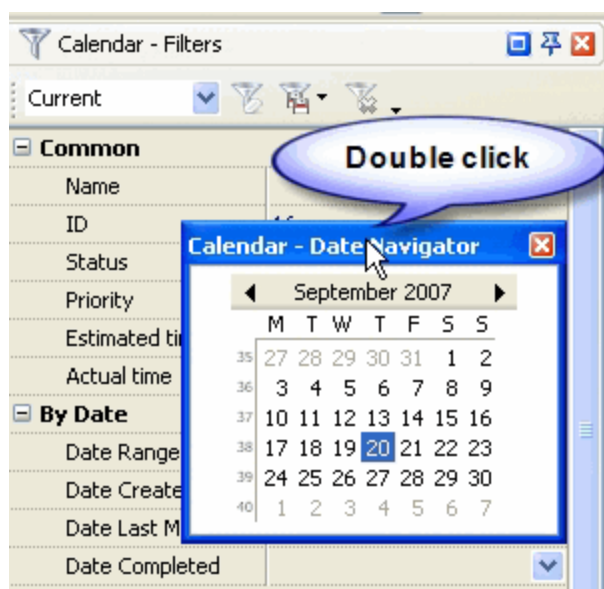 Calendar - Filters
Current
Common
Double click
Name
ID
Calendar - Date Navigator
Status
Priority
September 2007
Estimated ti
M T W T F S S
Actual time
35 27 28 29 30 31 1 2
36 3 4 5 6 7 8 9
By Date
37 10 11 12 13 14 15 16
Date Range
38 17 18 19 20 21 22 23
Date Create
39 24 25 26 27 28 29 30
Date Last M
40 1 2 3 4 5 6 7
Date Completed